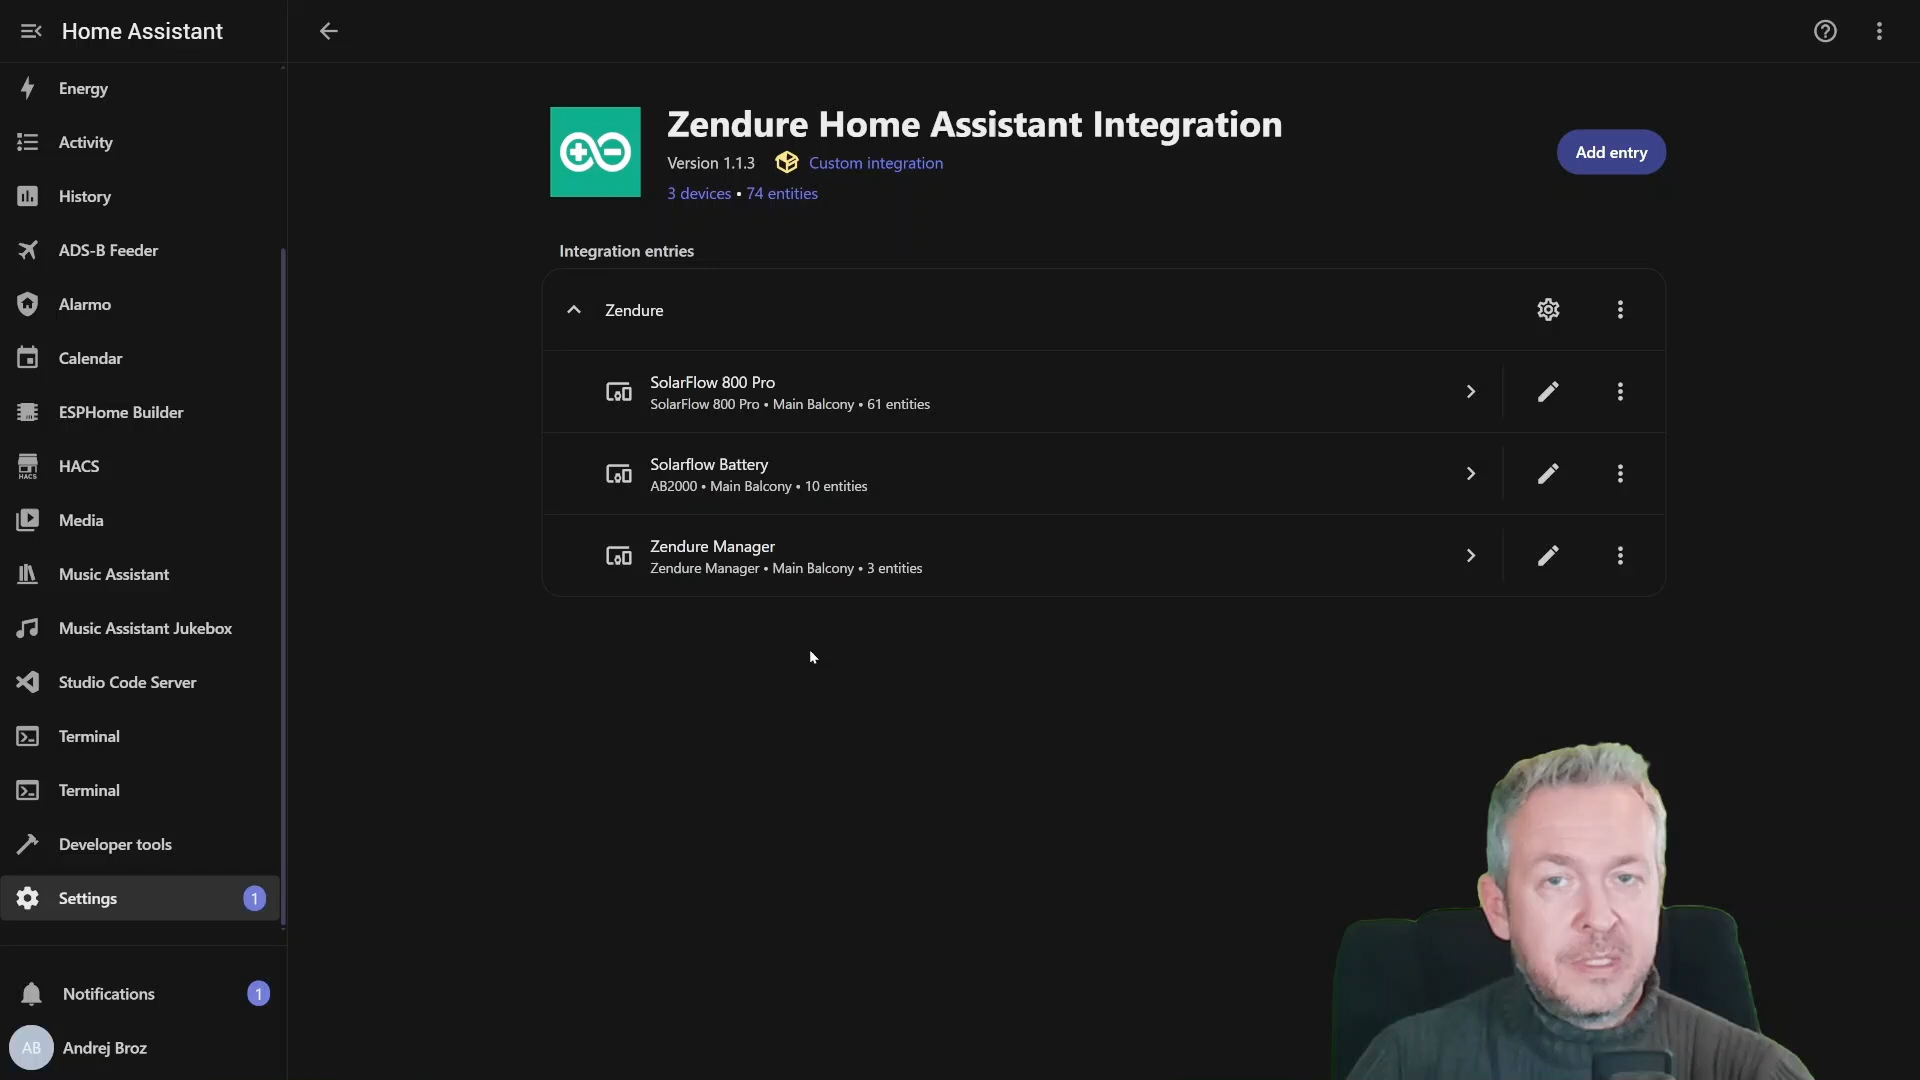 Home Assistant
Energy
Activity
History
ADS-B Feeder
Alarmo
Calendar
ESPHome Builder
HACS
HACS
Media
Music Assistant
Music Assistant Jukebox
Studio Code Server
Terminal
Terminal
Developer tools
Settings 1
Notifications 1
AB Andrej Broz
Zendure Home Assistant Integration
Version 1.1.3 Custom integration
3 devices • 74 entities
Add entry
Integration entries
Zendure
SolarFlow 800 Pro
SolarFlow 800 Pro • Main Balcony • 61 entities
Solarflow Battery
AB2000 • Main Balcony • 10 entities
Zendure Manager
Zendure Manager • Main Balcony • 3 entities